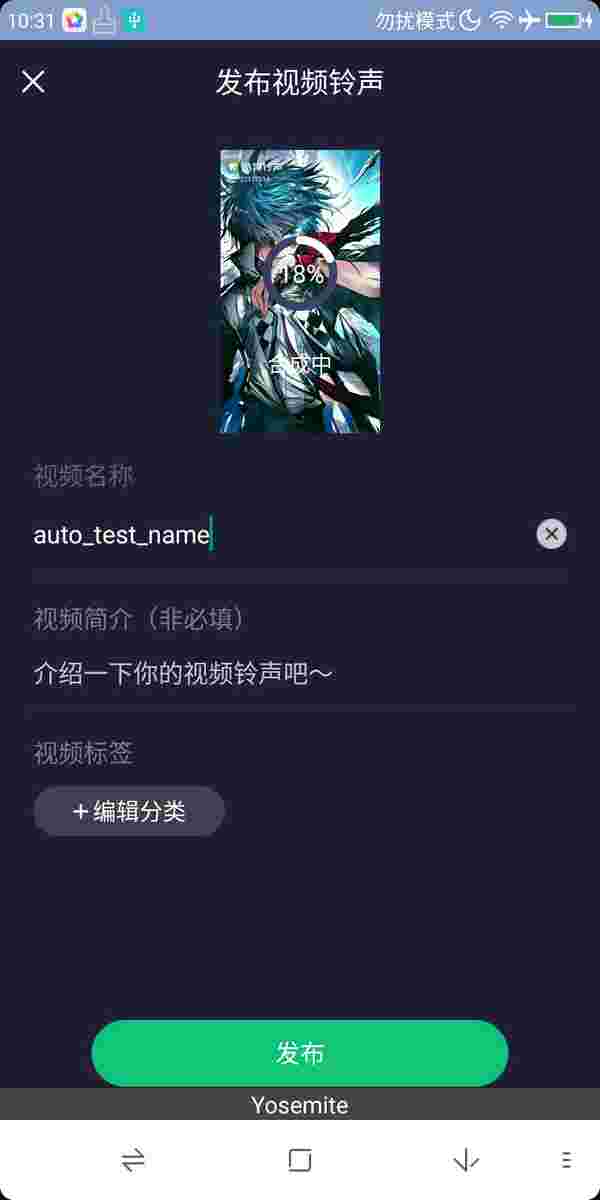 10:31
勿扰模式
发布视频铃声
18%
合成中
视频名称
auto_test_name
视频简介（非必填）
介绍一下你的视频铃声吧～
视频标签
+编辑分类
发布
Yosemite